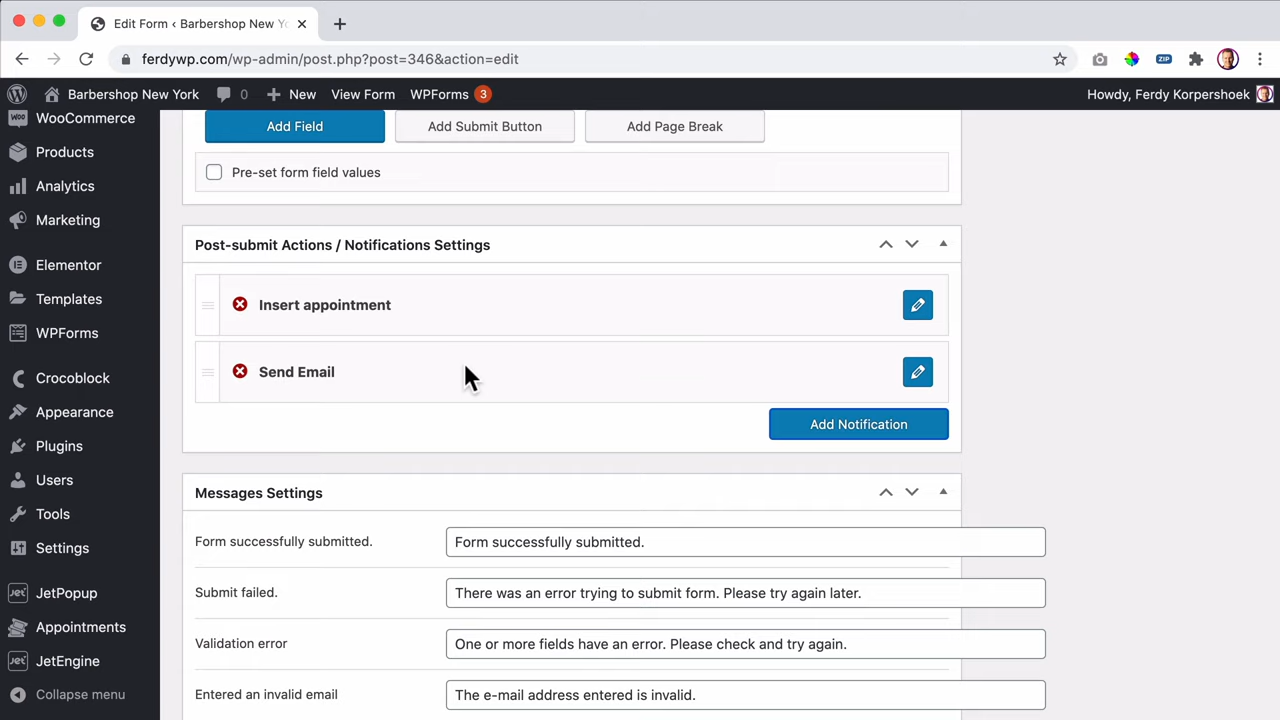 Edit Form ‹ Barbershop New Yo
ferdywp.com/wp-admin/post.php?post=346&action=edit
ZIP
Barbershop New York 0 New View Form WPForms 3 Howdy, Ferdy Korpershoek
WooCommerce
Products
Analytics
Marketing
Elementor
Templates
WPForms
Crocoblock
Appearance
Plugins
Users
Tools
Settings
JetPopup
Appointments
JetEngine
Collapse menu
Add Field Add Submit Button Add Page Break
Pre-set form field values
Post-submit Actions / Notifications Settings
Insert appointment
Send Email
Add Notification
Messages Settings
Form successfully submitted. Form successfully submitted.
Submit failed. There was an error trying to submit form. Please try again later.
Validation error One or more fields have an error. Please check and try again.
Entered an invalid email The e-mail address entered is invalid.